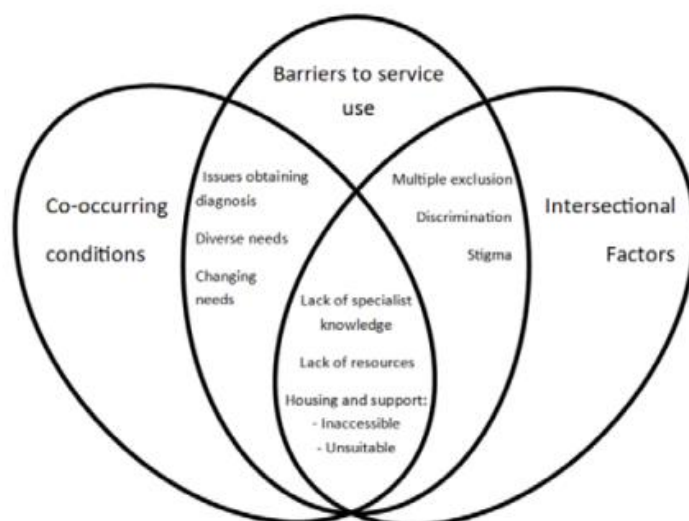 Barriers to service
use
Co-occurring
conditions
Issues obtaining
diagnosis
Diverse needs
Changing
needs
Multiple exclusion
Discrimination
Stigma
Intersectional
Factors
Lack of specialist
knowledge
Lack of resources
Housing and support:
- Inaccessible
- Unsuitable